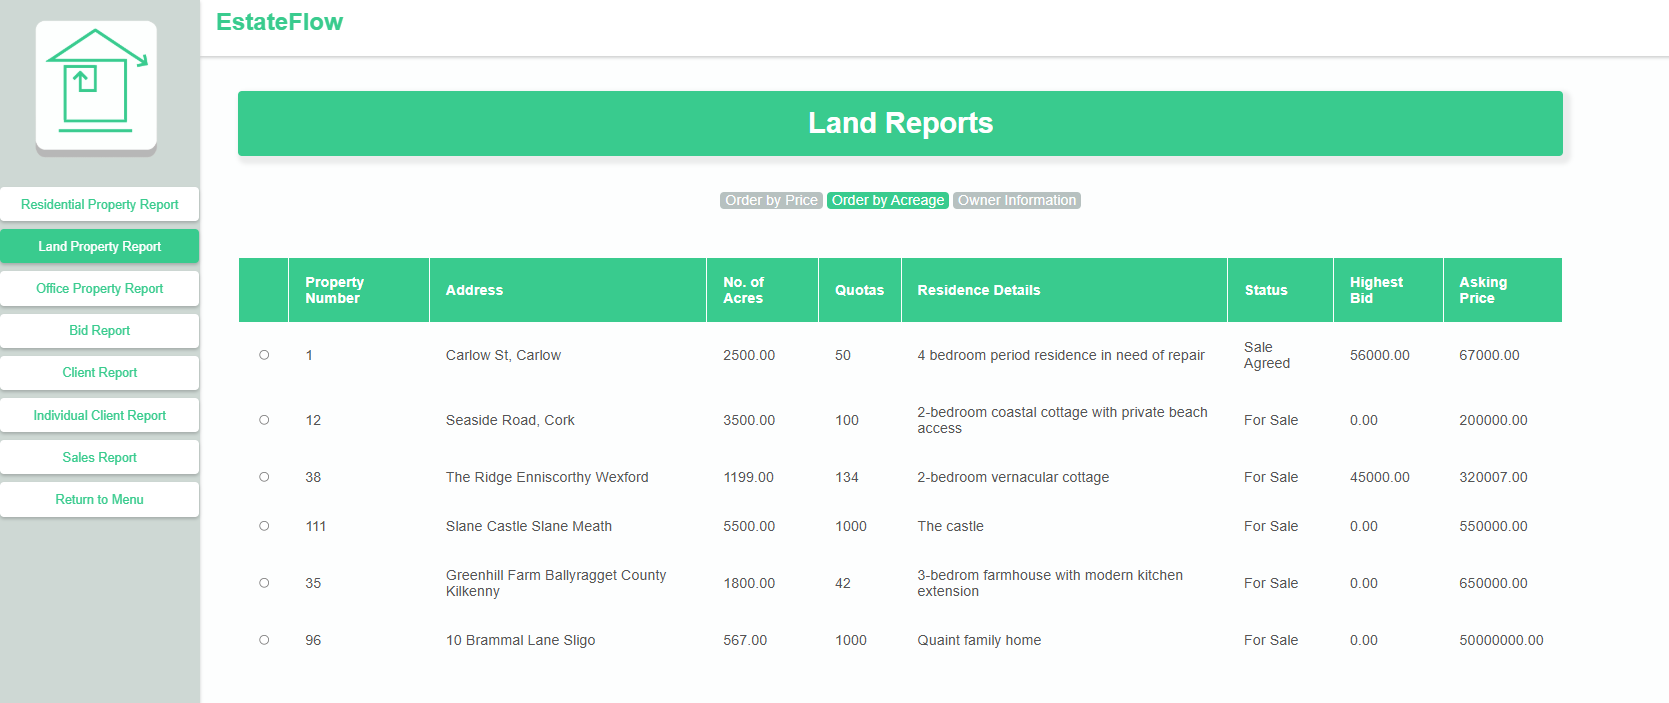 EstateFlow
Residential Property Report
Land Property Report
Office Property Report
Bid Report
Client Report
Individual Client Report
Sales Report
Return to Menu
Land Reports
Order by Price Order by Acreage Owner Information
Property Number Address No. of Acres Quotas Residence Details Status Highest Bid Asking Price
1 Carlow St, Carlow 2500.00 50 4 bedroom period residence in need of repair Sale Agreed 56000.00 67000.00
12 Seaside Road, Cork 3500.00 100 2-bedroom coastal cottage with private beach access For Sale 0.00 200000.00
38 The Ridge Enniscorthy Wexford 1199.00 134 2-bedroom vernacular cottage For Sale 45000.00 320007.00
111 Slane Castle Slane Meath 5500.00 1000 The castle For Sale 0.00 550000.00
35 Greenhill Farm Ballyragget County Kilkenny 1800.00 42 3-bedrom farmhouse with modern kitchen extension For Sale 0.00 650000.00
96 10 Brammal Lane Sligo 567.00 1000 Quaint family home For Sale 0.00 50000000.00